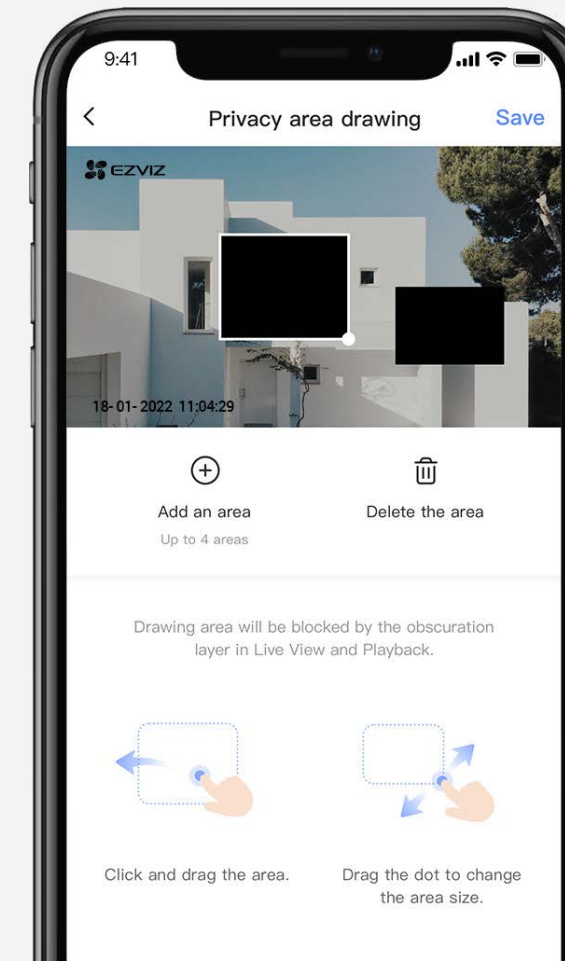 9:41
Privacy area drawing
Save
EZVIZ
18-01-2022 11:04:29
Add an area
Delete the area
Up to 4 areas
Drawing area will be blocked by the obscuration
layer in Live View and Playback.
Click and drag the area.
Drag the dot to change
the area size.